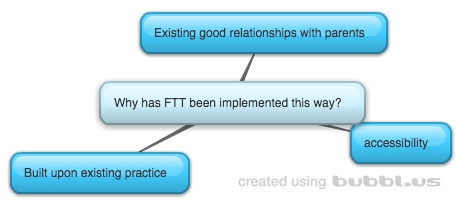 Existing good relationships with parents
Why has FTT been implemented this way?
accessibility
Built upon existing practice
created using bubbl.us